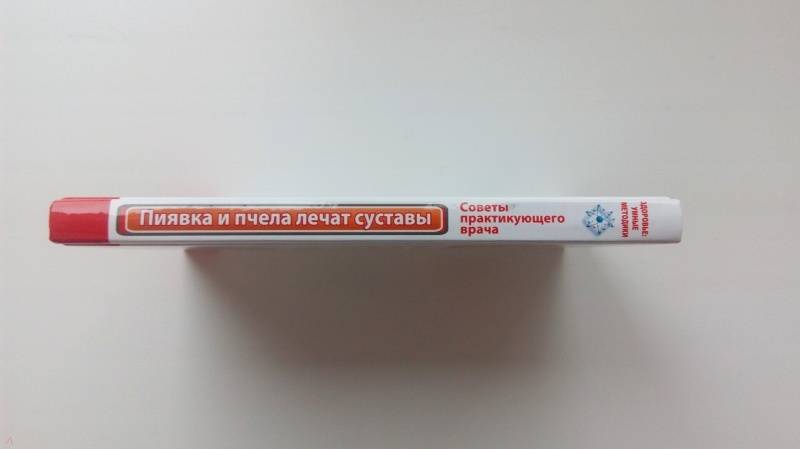 Пиявка и пчела лечат суставы
Советы
практикующего
врача
ЗДОРОВЬЕ:
УМНЫЕ
МЕТОДИКИ